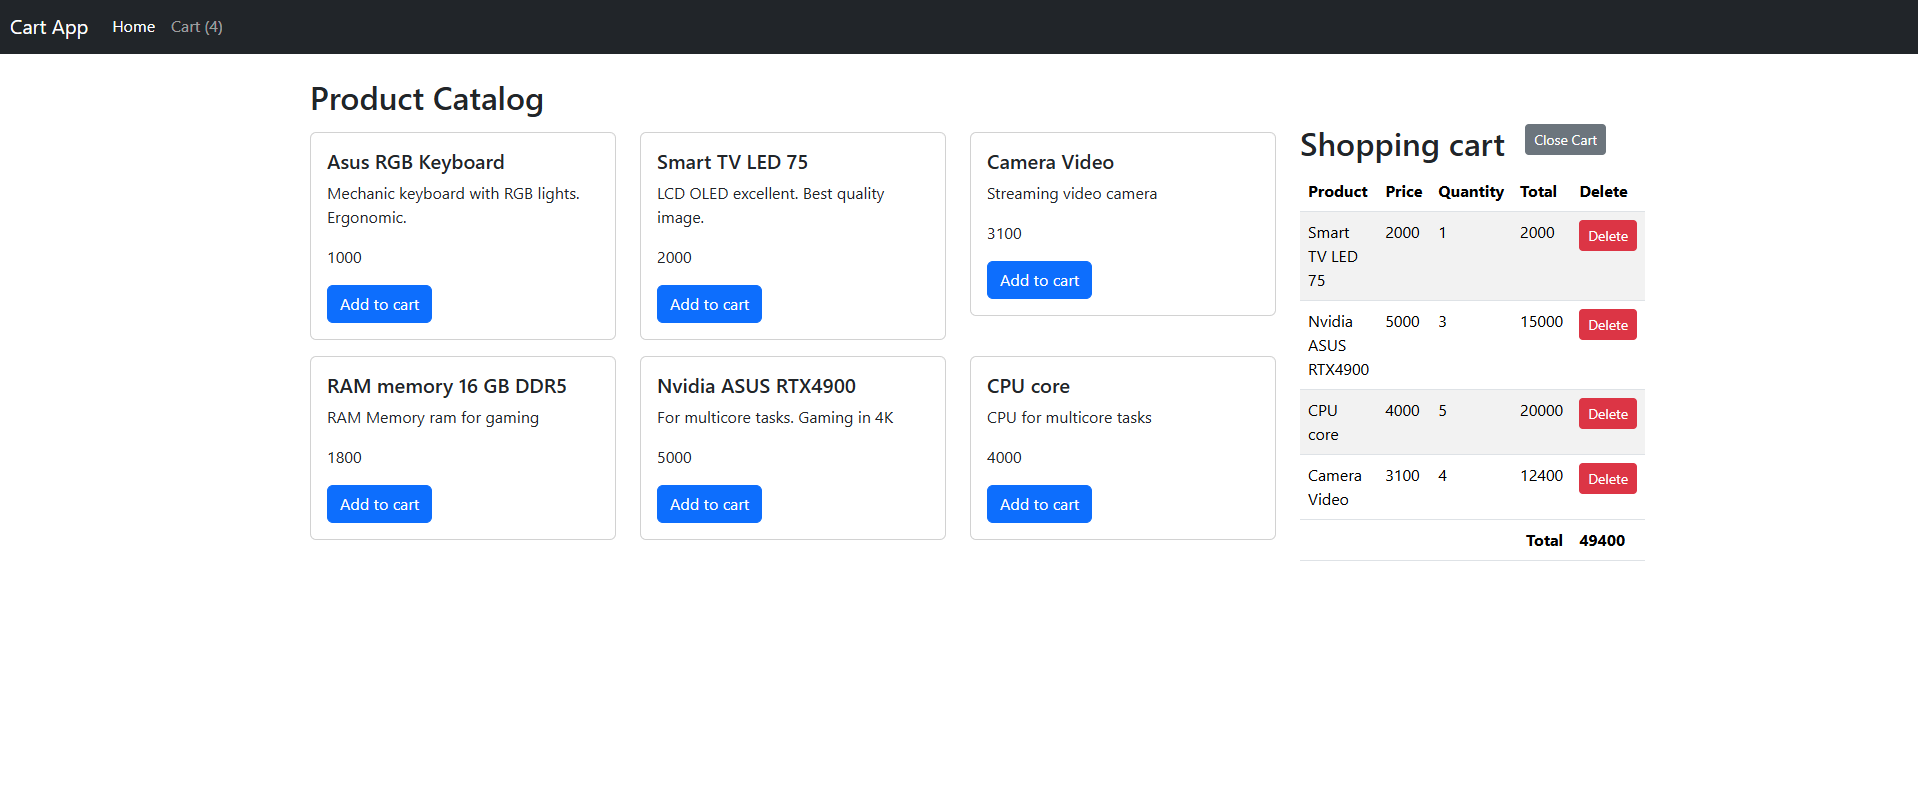 Cart App Home Cart (4)
Product Catalog
Asus RGB Keyboard
Mechanic keyboard with RGB lights.
Ergonomic.
1000
Add to cart
Smart TV LED 75
LCD OLED excellent. Best quality
image.
2000
Add to cart
Camera Video
Streaming video camera
3100
Add to cart
RAM memory 16 GB DDR5
RAM Memory ram for gaming
1800
Add to cart
Nvidia ASUS RTX4900
For multicore tasks. Gaming in 4K
5000
Add to cart
CPU core
CPU for multicore tasks
4000
Add to cart
Shopping cart Close Cart
Product Price Quantity Total Delete
Smart 2000 1 2000 Delete
TV LED
75
Nvidia 5000 3 15000 Delete
ASUS
RTX4900
CPU 4000 5 20000 Delete
core
Camera 3100 4 12400 Delete
Video
Total 49400